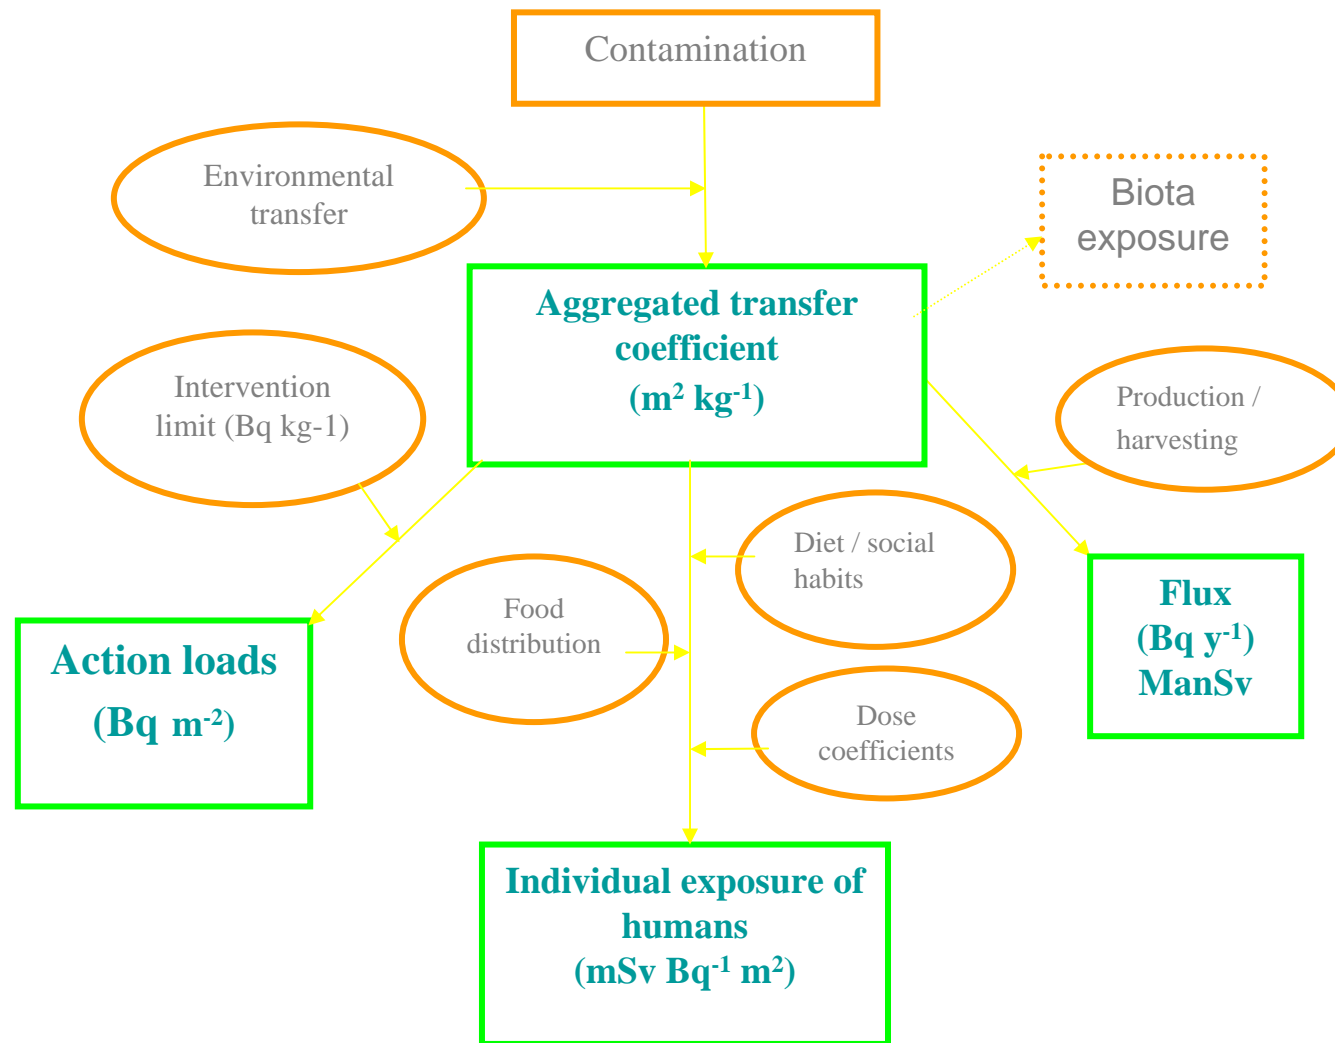 Contamination
Environmental
transfer
Biota
exposure
Aggregated transfer
coefficient
(m² kg⁻¹)
Intervention
limit (Bq kg-1)
Production /
harvesting
Diet / social
habits
Food
distribution
Flux
(Bq y⁻¹)
ManSv
Action loads
(Bq m⁻²)
Dose
coefficients
Individual exposure of
humans
(mSv Bq⁻¹ m²)